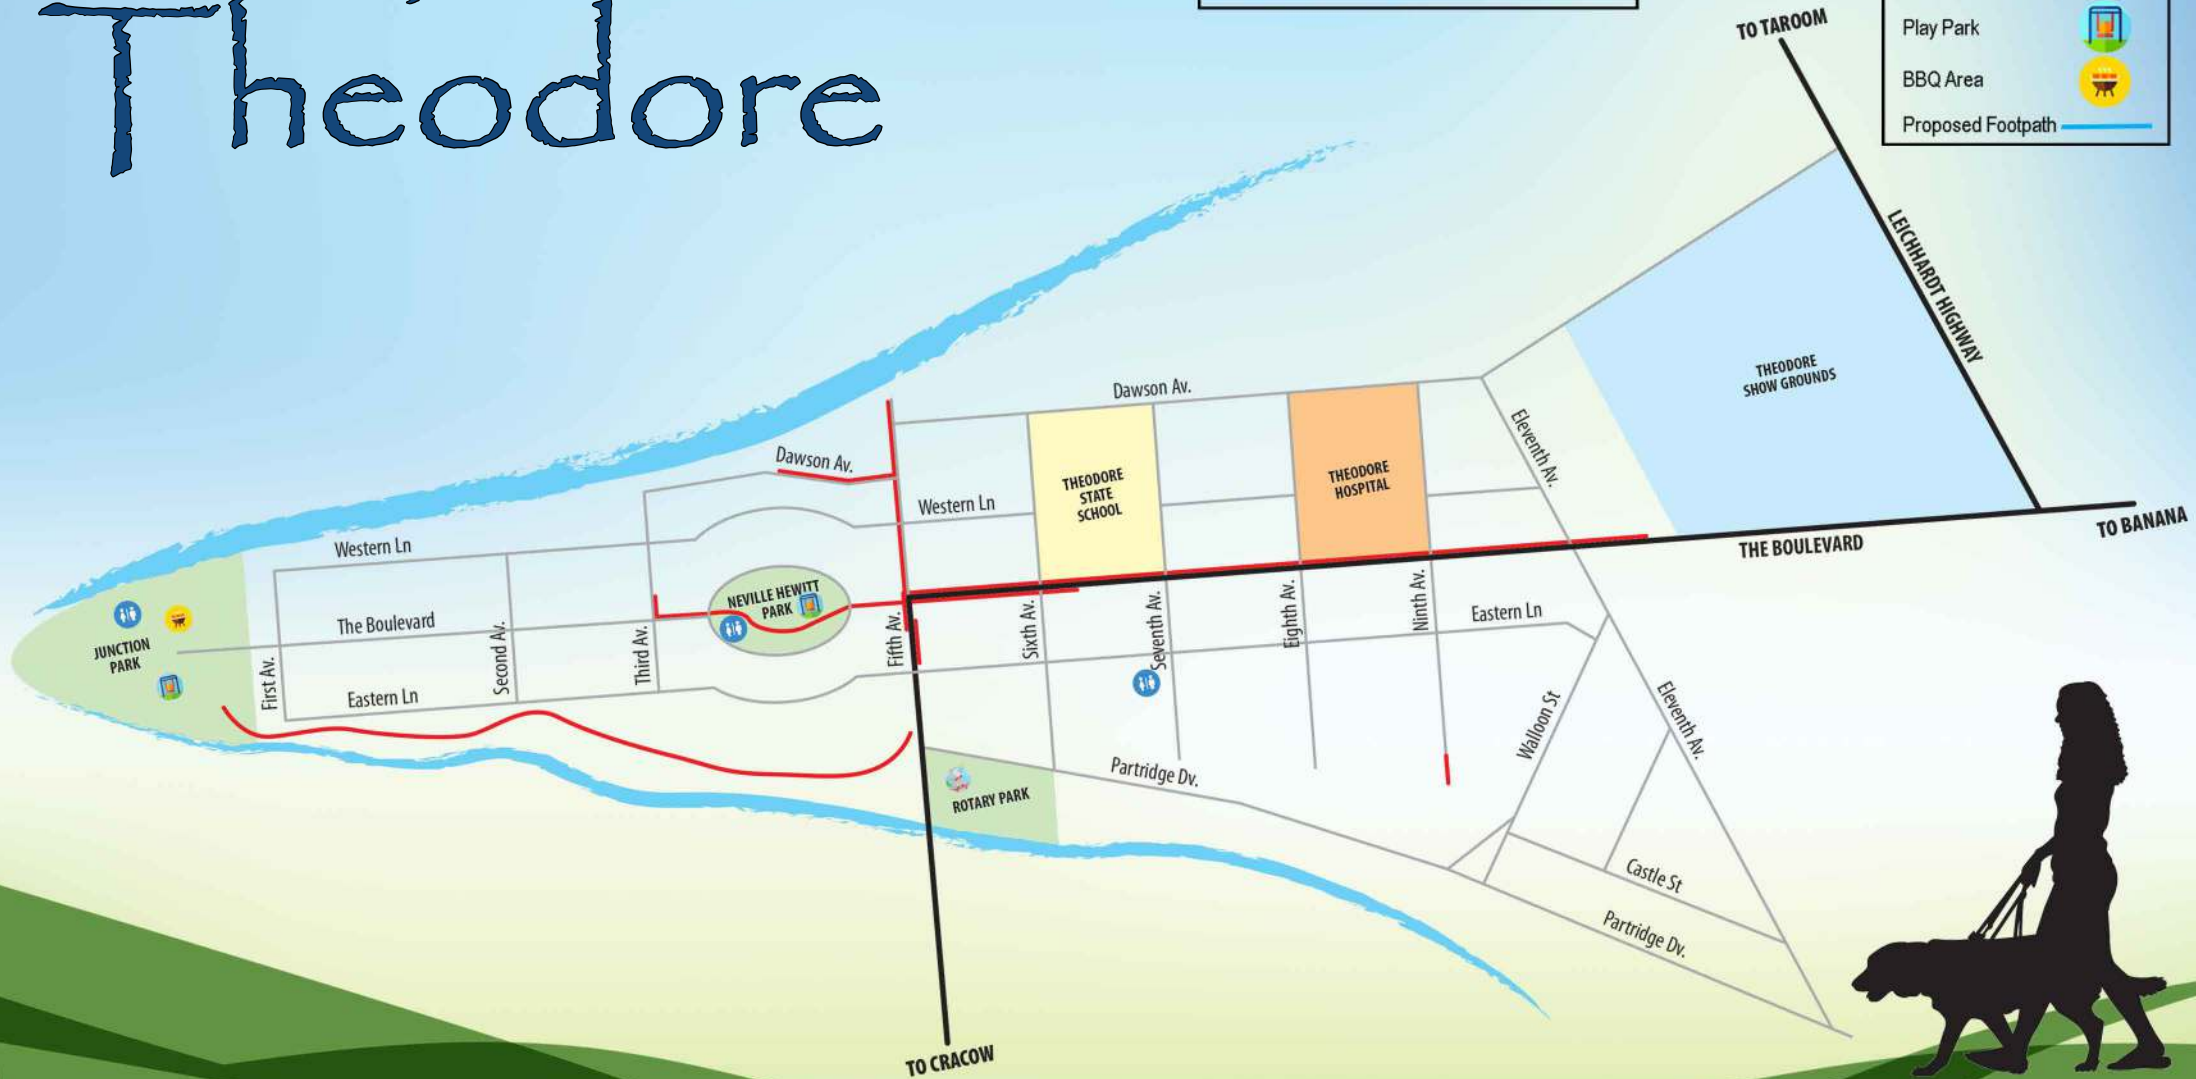 Theodore
TO TAROOM
Play Park
BBQ Area
Proposed Footpath
LEICHHARDT HIGHWAY
THEODORE
SHOW GROUNDS
TO BANANA
THE BOULEVARD
Dawson Av.
Eleventh Av.
Dawson Av.
THEODORE
STATE
SCHOOL
THEODORE
HOSPITAL
Western Ln
Western Ln
NEVILLE HEWITT
PARK
The Boulevard
JUNCTION
PARK
First Av.
Second Av.
Third Av.
Fifth Av.
Sixth Av.
Seventh Av.
Eighth Av.
Ninth Av.
Eastern Ln
Eastern Ln
Walloon St
Eleventh Av.
Partridge Dv.
ROTARY PARK
Castle St
Partridge Dv.
TO CRACOW